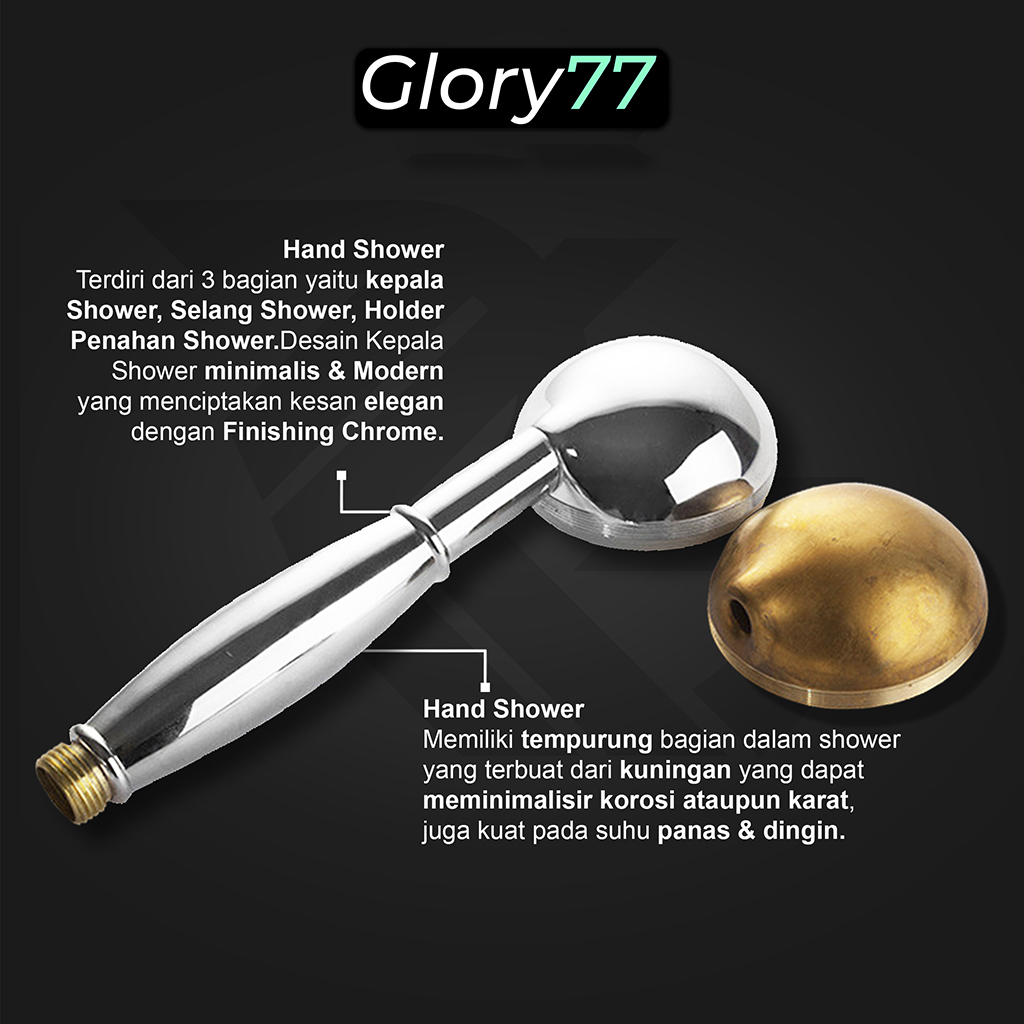 Glory77
Hand Shower
Terdiri dari 3 bagian yaitu kepala
Shower, Selang Shower, Holder
Penahan Shower.Desain Kepala
Shower minimalis & Modern
yang menciptakan kesan elegan
dengan Finishing Chrome.
Hand Shower
Memiliki tempurung bagian dalam shower
yang terbuat dari kuningan yang dapat
meminimalisir korosi ataupun karat,
juga kuat pada suhu panas & dingin.